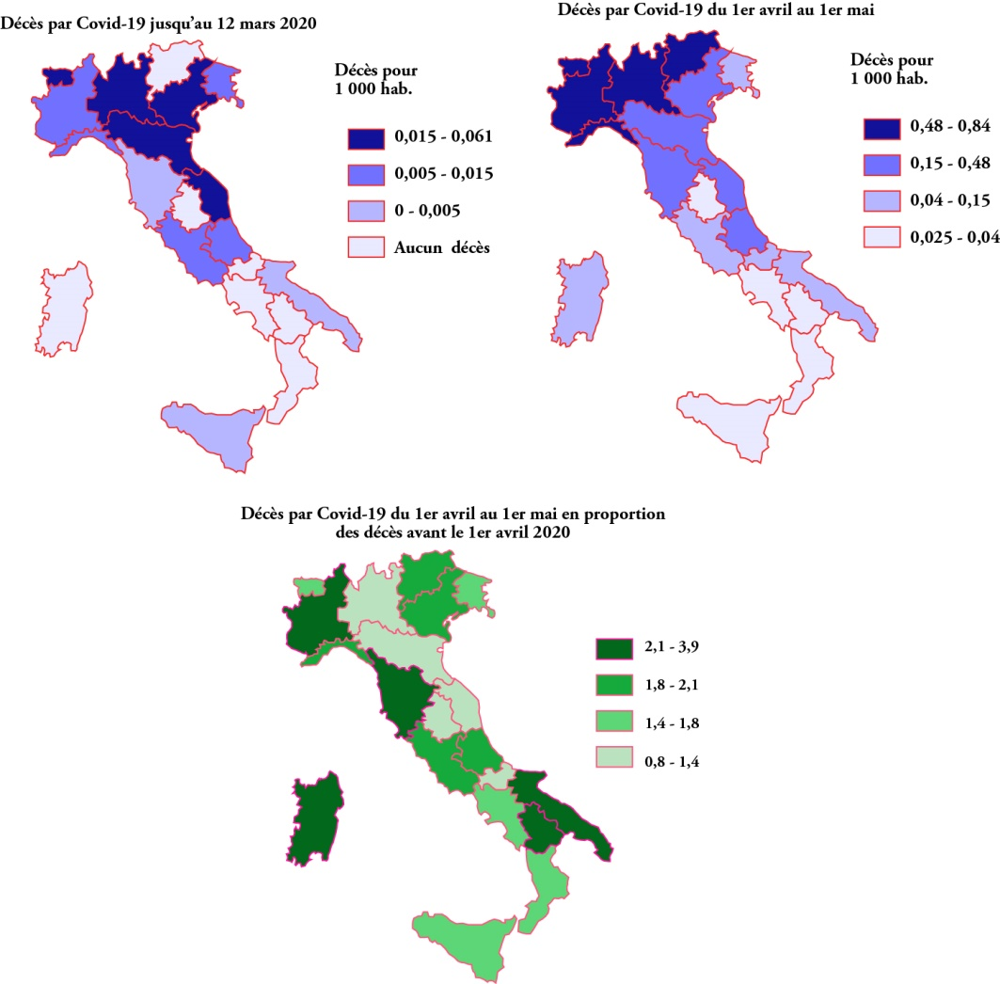 Décès par Covid-19 jusqu’au 12 mars 2020
Décès pour
1 000 hab.
0,015 - 0,061
0,005 - 0,015
0 - 0,005
Aucun décès
Décès par Covid-19 du 1er avril au 1er mai
Décès pour
1 000 hab.
0,48 - 0,84
0,15 - 0,48
0,04 - 0,15
0,025 - 0,04
Décès par Covid-19 du 1er avril au 1er mai en proportion
des décès avant le 1er avril 2020
2,1 - 3,9
1,8 - 2,1
1,4 - 1,8
0,8 - 1,4